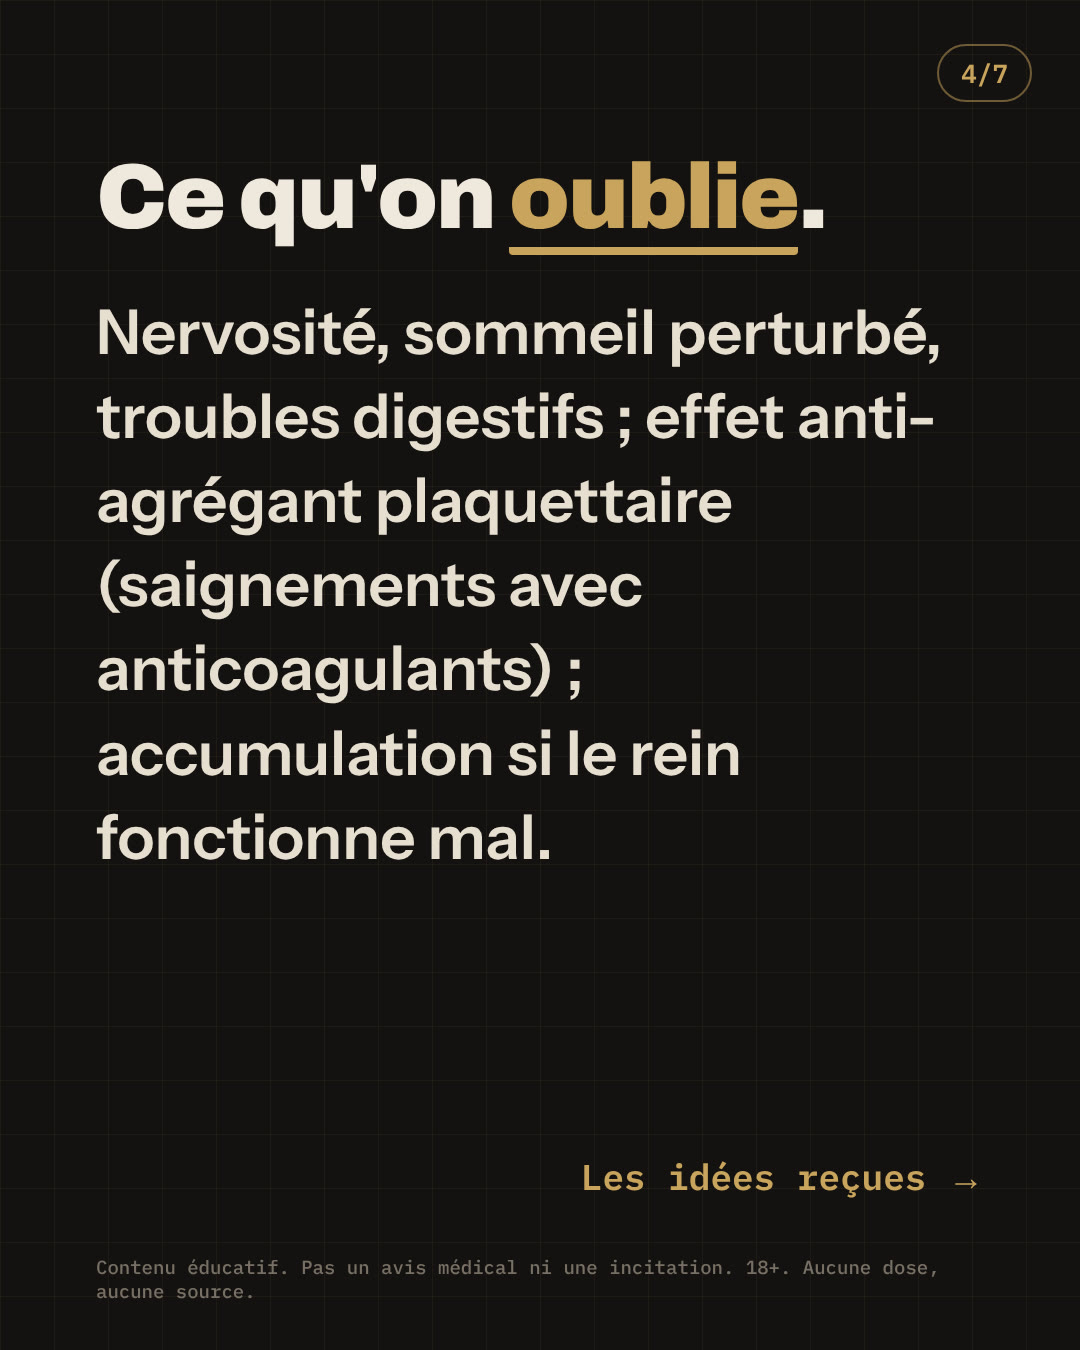 4/7
Ce qu'on oublie.
Nervosité, sommeil perturbé,
troubles digestifs ; effet anti-
agrégant plaquettaire
(saignements avec
anticoagulants) ;
accumulation si le rein
fonctionne mal.
Les idées reçues →
Contenu éducatif. Pas un avis médical ni une incitation. 18+. Aucune dose,
aucune source.